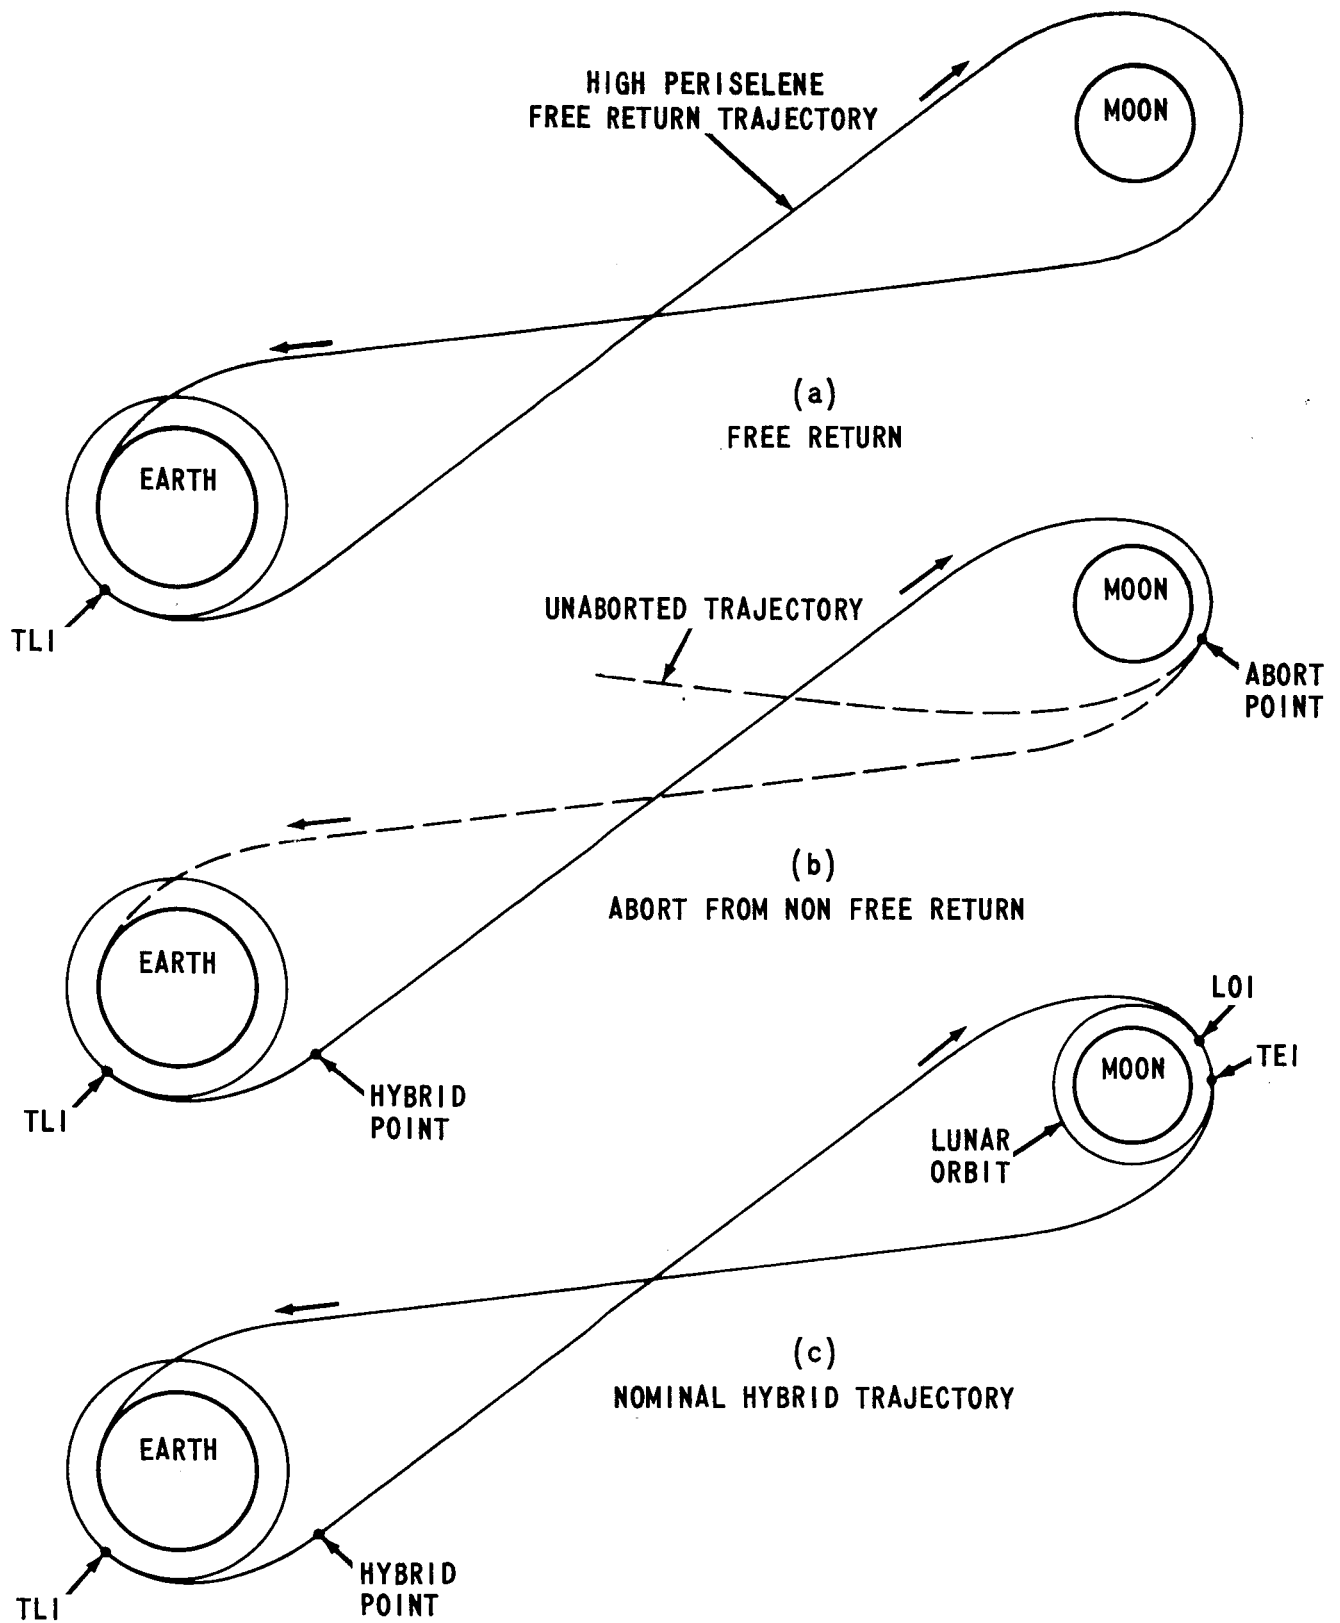 HIGH PERISELENE
FREE RETURN TRAJECTORY
MOON
(a)
FREE RETURN
EARTH
TLI
UNABORTED TRAJECTORY
MOON
ABORT
POINT
(b)
ABORT FROM NON FREE RETURN
EARTH
HYBRID
POINT
TLI
LOI
TEI
MOON
LUNAR
ORBIT
(c)
NOMINAL HYBRID TRAJECTORY
EARTH
HYBRID
POINT
TLI